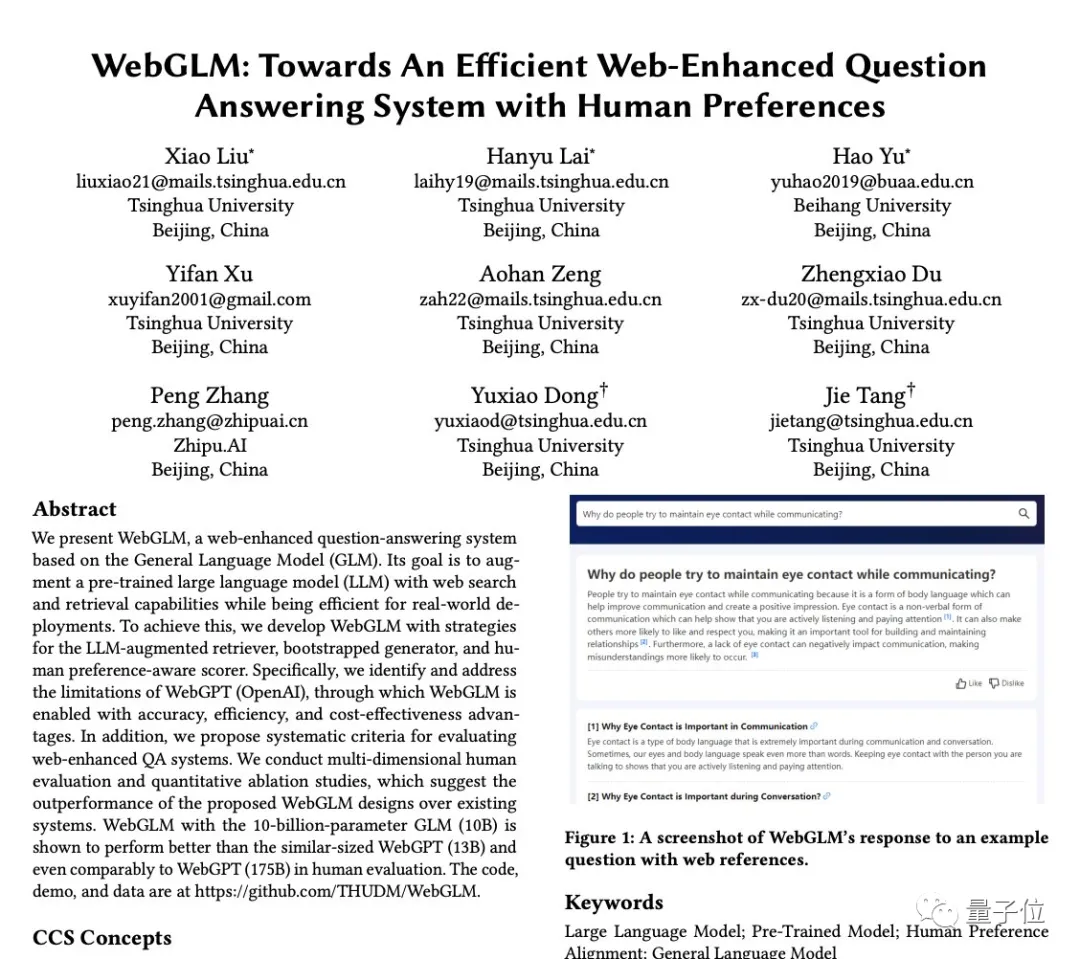 WebGLM: Towards An Efficient Web-Enhanced Question
Answering System with Human Preferences
Xiao Liu*
liuxiao21@mails.tsinghua.edu.cn
Tsinghua University
Beijing, China
Hanyu Lai*
laihy19@mails.tsinghua.edu.cn
Tsinghua University
Beijing, China
Hao Yu*
yuhao2019@buaa.edu.cn
Beihang University
Beijing, China
Yifan Xu
xuyifan2001@gmail.com
Tsinghua University
Beijing, China
Aohan Zeng
zah22@mails.tsinghua.edu.cn
Tsinghua University
Beijing, China
Zhengxiao Du
zx-du20@mails.tsinghua.edu.cn
Tsinghua University
Beijing, China
Peng Zhang
peng.zhang@zhipuai.cn
Zhipu.AI
Beijing, China
Yuxiao Dong†
yuxiaod@tsinghua.edu.cn
Tsinghua University
Beijing, China
Jie Tang†
jietang@tsinghua.edu.cn
Tsinghua University
Beijing, China
Abstract
We present WebGLM, a web-enhanced question-answering system
based on the General Language Model (GLM). Its goal is to aug-
ment a pre-trained large language model (LLM) with web search
and retrieval capabilities while being efficient for real-world de-
ployments. To achieve this, we develop WebGLM with strategies
for the LLM-augmented retriever, bootstrapped generator, and hu-
man preference-aware scorer. Specifically, we identify and address
the limitations of WebGPT (OpenAI), through which WebGLM is
enabled with accuracy, efficiency, and cost-effectiveness advan-
tages. In addition, we propose systematic criteria for evaluating
web-enhanced QA systems. We conduct multi-dimensional human
evaluation and quantitative ablation studies, which suggest the
outperformance of the proposed WebGLM designs over existing
systems. WebGLM with the 10-billion-parameter GLM (10B) is
shown to perform better than the similar-sized WebGPT (13B) and
even comparably to WebGPT (175B) in human evaluation. The code,
demo, and data are at https://github.com/THUDM/WebGLM.
CCS Concepts
Why do people try to maintain eye contact while communicating?
Why do people try to maintain eye contact while communicating?
People try to maintain eye contact while communicating because it is a form of body language which can
help improve communication and create a positive impression. Eye contact is a non-verbal form of
communication which can help show that you are actively listening and paying attention [1]. It can also make
others more likely to like and respect you, making it an important tool for building and maintaining
relationships [2]. Furthermore, a lack of eye contact can negatively impact communication, making
misunderstandings more likely to occur. [3]
Like Dislike
[1] Why Eye Contact is Important in Communication
Eye contact is a type of body language that is extremely important during communication and conversation.
Sometimes, our eyes and body language speak even more than words. Keeping eye contact with the person you are
talking to shows that you are actively listening and paying attention.
[2] Why Eye Contact is Important during Conversation?
Figure 1: A screenshot of WebGLM's response to an example
question with web references.
Keywords
Large Language Model; Pre-Trained Model; Human Preference
Alignment; General Language Model
量子位